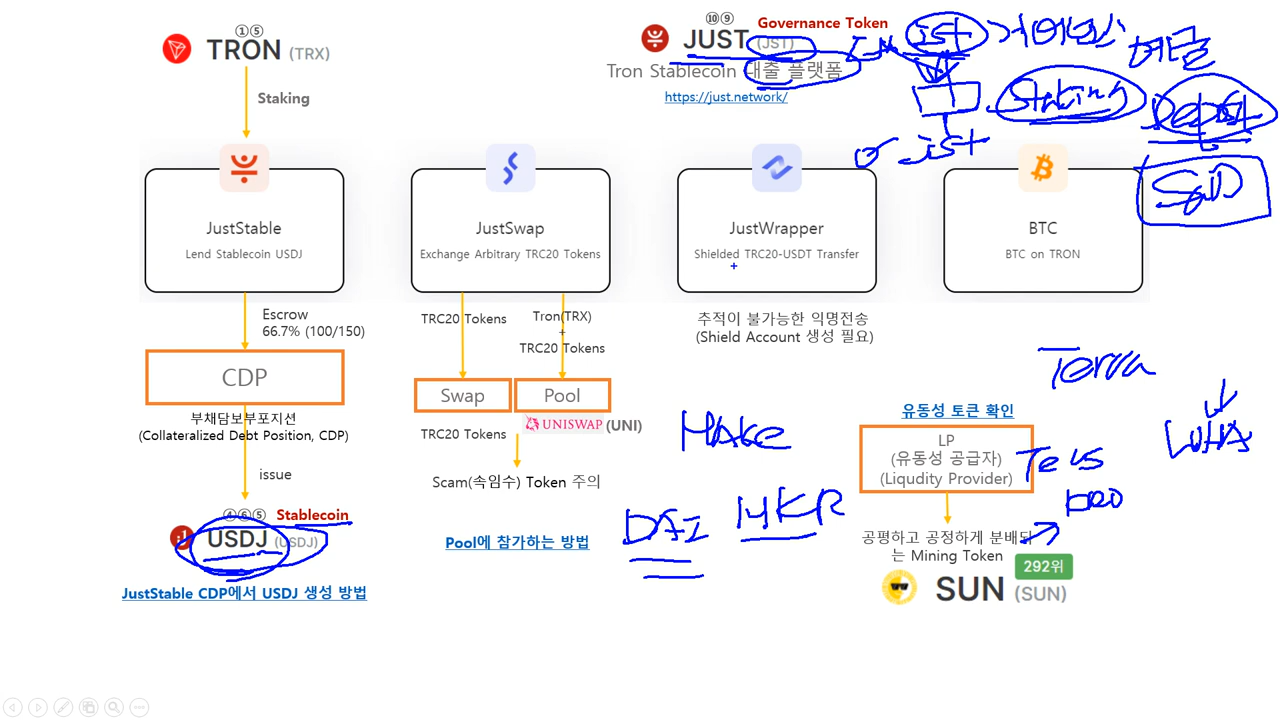 ①⑤
TRON (TRX)
⑩⑨
Governance Token
JUST (JST)
Tron Stablecoin 대출 플랫폼
https://just.network/
Jst
Staking
Staking
Jst
JustStable
Lend Stablecoin USDJ
JustSwap
Exchange Arbitrary TRC20 Tokens
JustWrapper
Shielded TRC20-USDT Transfer
BTC
BTC on TRON
Escrow
66.7% (100/150)
TRC20 Tokens
Tron(TRX)
+
TRC20 Tokens
추적이 불가능한 익명전송
(Shield Account 생성 필요)
Terra
CDP
Swap
Pool
부채담보부포지션
(Collateralized Debt Position, CDP)
TRC20 Tokens
UNISWAP (UNI)
MAKE
유동성 토큰 확인
LUNA
LP
(유동성 공급자)
(Liqudity Provider)
issue
Scam(속임수) Token 주의
DAI
MKR
④⑥⑤
Stablecoin
USDJ (USDJ)
Pool에 참가하는 방법
공평하고 공정하게 분배되
는 Mining Token
292위
SUN (SUN)
JustStable CDP에서 USDJ 생성 방법